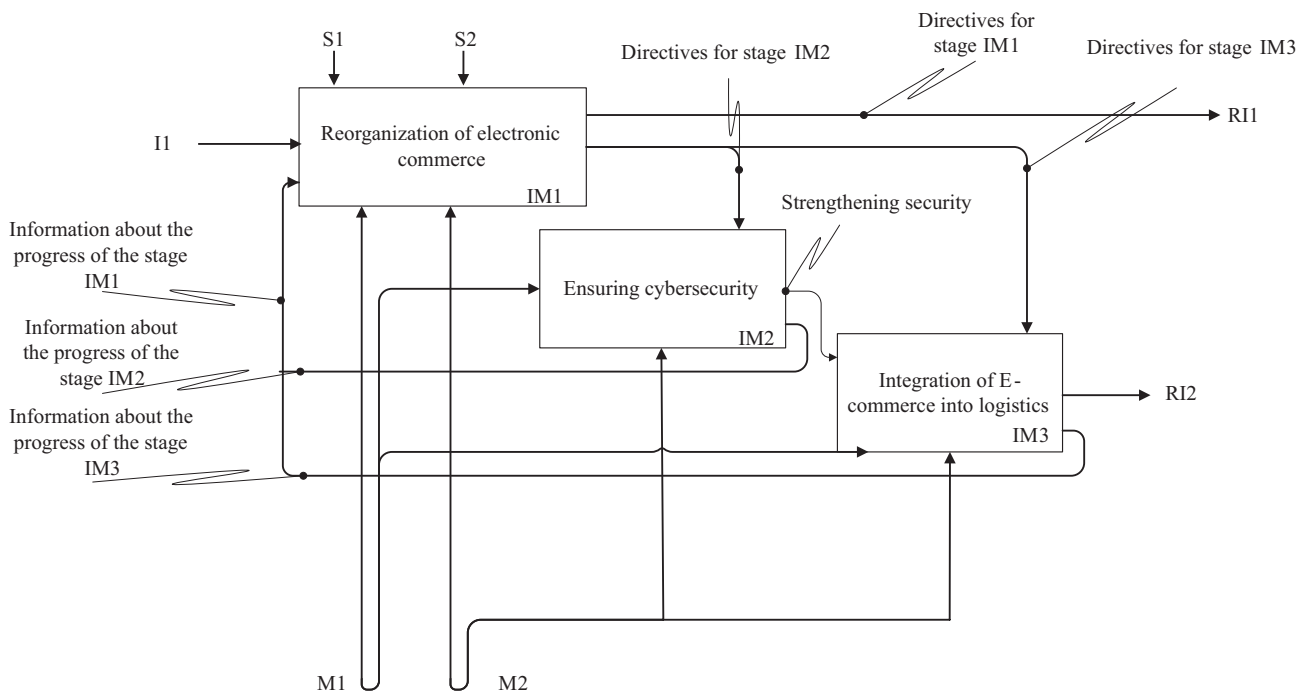 Directives for
stage IM1
S1
S2
Directives for stage IM2
Directives for stage IM3
RI1
Reorganization of electronic
commerce
I1
IM1
Strengthening security
Information about the
progress of the stage
IM1
Ensuring cybersecurity
IM2
Information about
the progress of the
stage IM2
Integration of E-
commerce into logistics
RI2
IM3
Information about the
progress of the stage
IM3
M1
M2